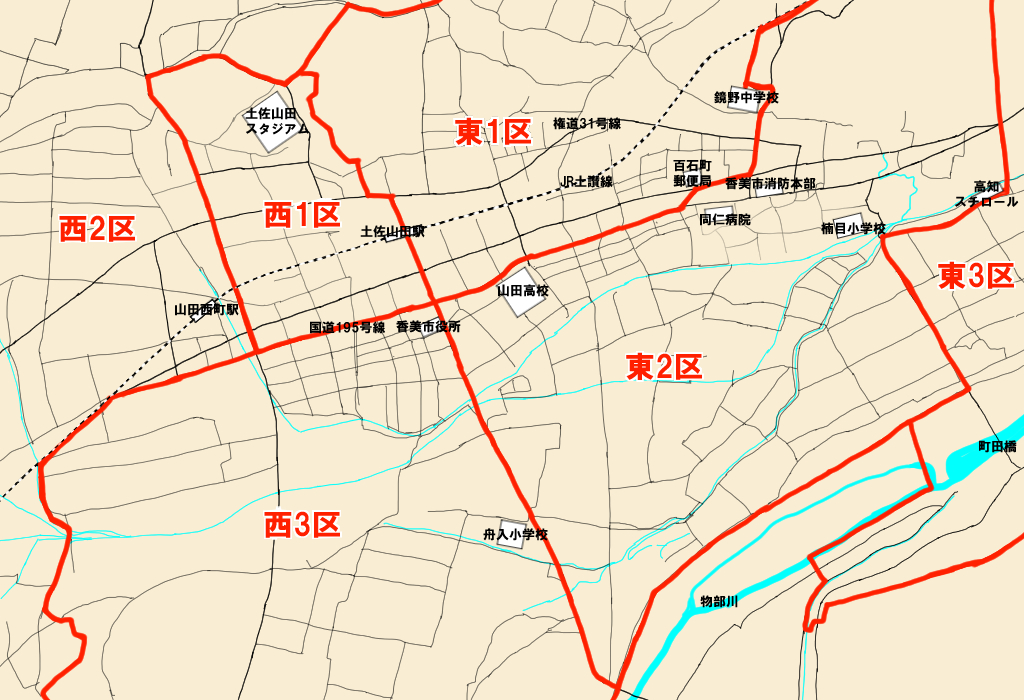 鏡野中学校
土佐山田
スタジアム
東1区
権道31号線
百石町
郵便局
JR土讃線
香美市消防本部
高知
スチロール
西2区
西1区
同仁病院
土佐山田駅
楠目小学校
東3区
山田高校
山田西町駅
国道195号線
香美市役所
東2区
町田橋
西3区
舟入小学校
物部川